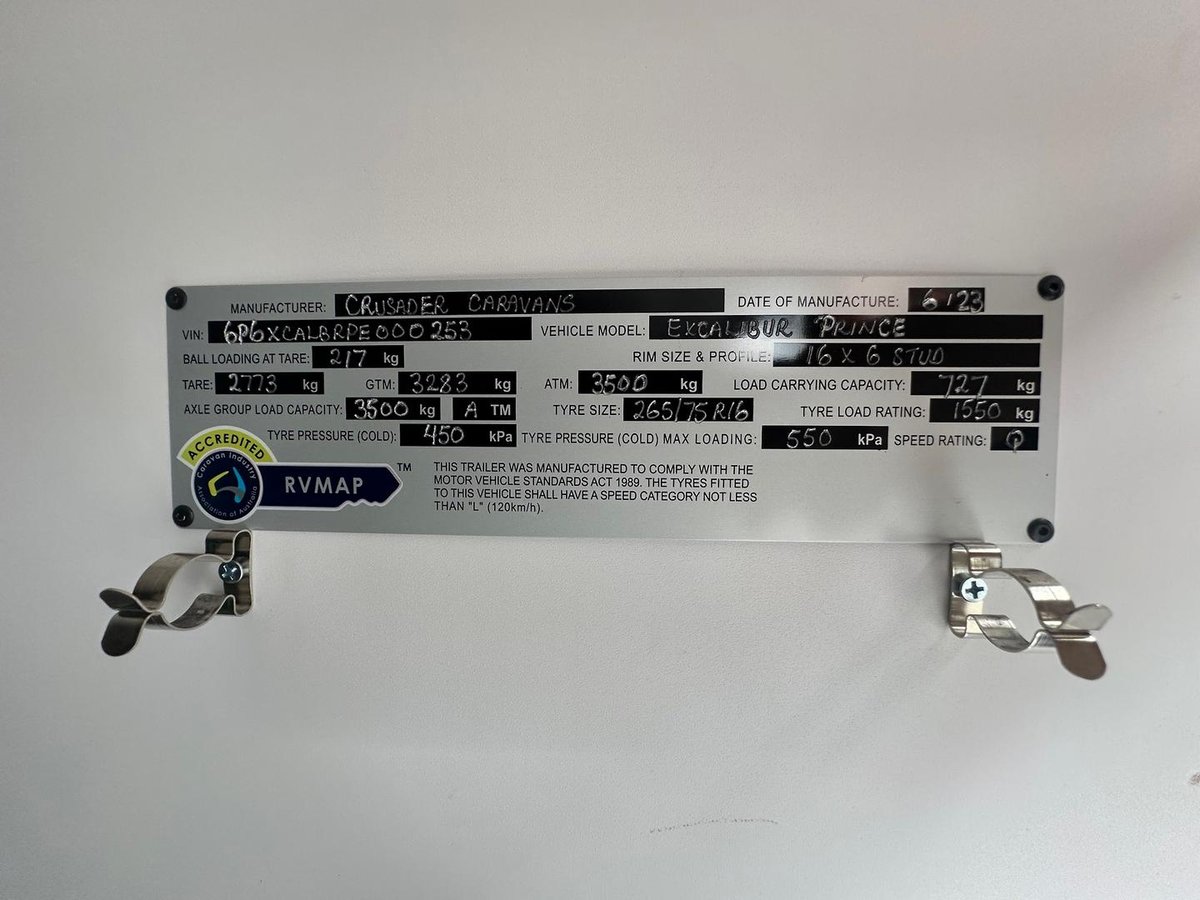 MANUFACTURER: CRUSADER CARAVANS DATE OF MANUFACTURE: 6/23
VIN: 6P6XCALBRPE000253 VEHICLE MODEL: EXCALIBUR PRINCE
BALL LOADING AT TARE: 217 kg RIM SIZE & PROFILE: 16 X 6 STUD
TARE: 2773 kg GTM: 3283 kg ATM: 3500 kg LOAD CARRYING CAPACITY: 727 kg
AXLE GROUP LOAD CAPACITY: 3500 kg A TM TYRE SIZE: 265/75R16 TYRE LOAD RATING: 1550 kg
TYRE PRESSURE (COLD): 450 kPa TYRE PRESSURE (COLD) MAX LOADING: 550 kPa SPEED RATING: Q
ACCREDITED
Caravan Industry
Association of Australia
RVMAP™
THIS TRAILER WAS MANUFACTURED TO COMPLY WITH THE
MOTOR VEHICLE STANDARDS ACT 1989. THE TYRES FITTED
TO THIS VEHICLE SHALL HAVE A SPEED CATEGORY NOT LESS
THAN "L" (120km/h).